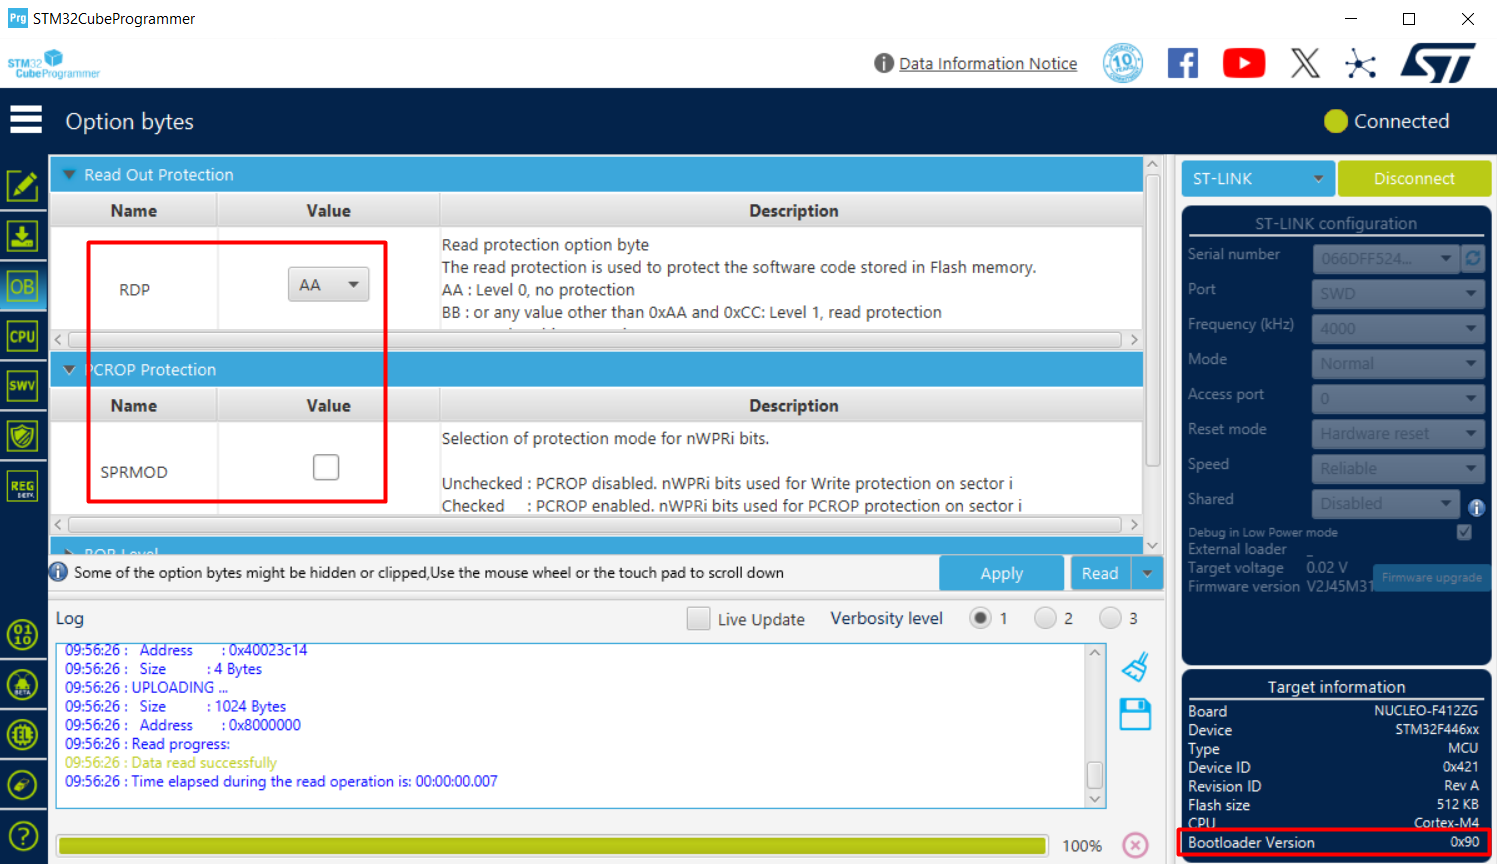 Prg STM32CubeProgrammer
STM32
CubeProgrammer
Data Information Notice
10
Option bytes
Connected
Read Out Protection
Name Value Description
RDP AA
Read protection option byte
The read protection is used to protect the software code stored in Flash memory.
AA : Level 0, no protection
BB : or any value other than 0xAA and 0xCC: Level 1, read protection
PCROP Protection
Name Value Description
SPRMOD
Selection of protection mode for nWPRi bits.
Unchecked : PCROP disabled. nWPRi bits used for Write protection on sector i
Checked : PCROP enabled. nWPRi bits used for PCROP protection on sector i
BOR Level
Some of the option bytes might be hidden or clipped,Use the mouse wheel or the touch pad to scroll down
Apply
Read
Log
Live Update
Verbosity level 1 2 3
09:56:26 : Address : 0x40023c14
09:56:26 : Size : 4 Bytes
09:56:26 : UPLOADING ...
09:56:26 : Size : 1024 Bytes
09:56:26 : Address : 0x8000000
09:56:26 : Read progress:
09:56:26 : Data read successfully
09:56:26 : Time elapsed during the read operation is: 00:00:00.007
100%
OB
CPU
SWV
REG
01
10
BETA
EL
?
ST-LINK
Disconnect
ST-LINK configuration
Serial number 066DFF524...
Port SWD
Frequency (kHz) 4000
Mode Normal
Access port 0
Reset mode Hardware reset
Speed Reliable
Shared Disabled
Debug in Low Power mode
External loader _
Target voltage 0.02 V
Firmware version V2J45M31
Firmware upgrade
Target information
Board NUCLEO-F412ZG
Device STM32F446xx
Type MCU
Device ID 0x421
Revision ID Rev A
Flash size 512 KB
CPU Cortex-M4
Bootloader Version 0x90